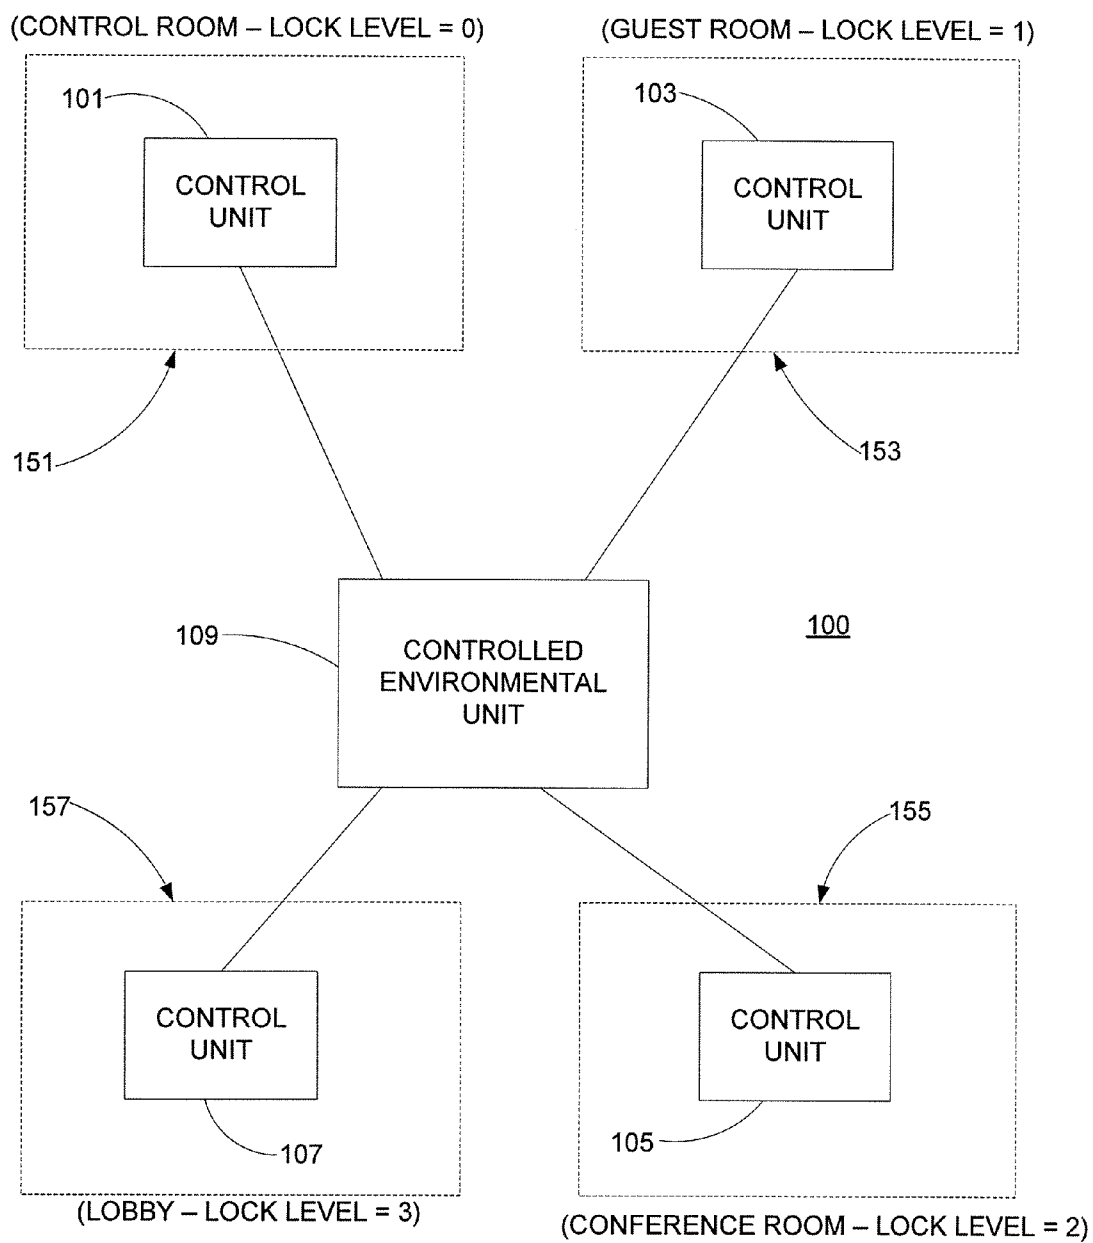 (CONTROL ROOM – LOCK LEVEL = 0)
(GUEST ROOM – LOCK LEVEL = 1)
101
CONTROL
UNIT
103
CONTROL
UNIT
151
153
109
CONTROLLED
ENVIRONMENTAL
UNIT
100
157
155
CONTROL
UNIT
107
CONTROL
UNIT
105
(LOBBY – LOCK LEVEL = 3)
(CONFERENCE ROOM – LOCK LEVEL = 2)